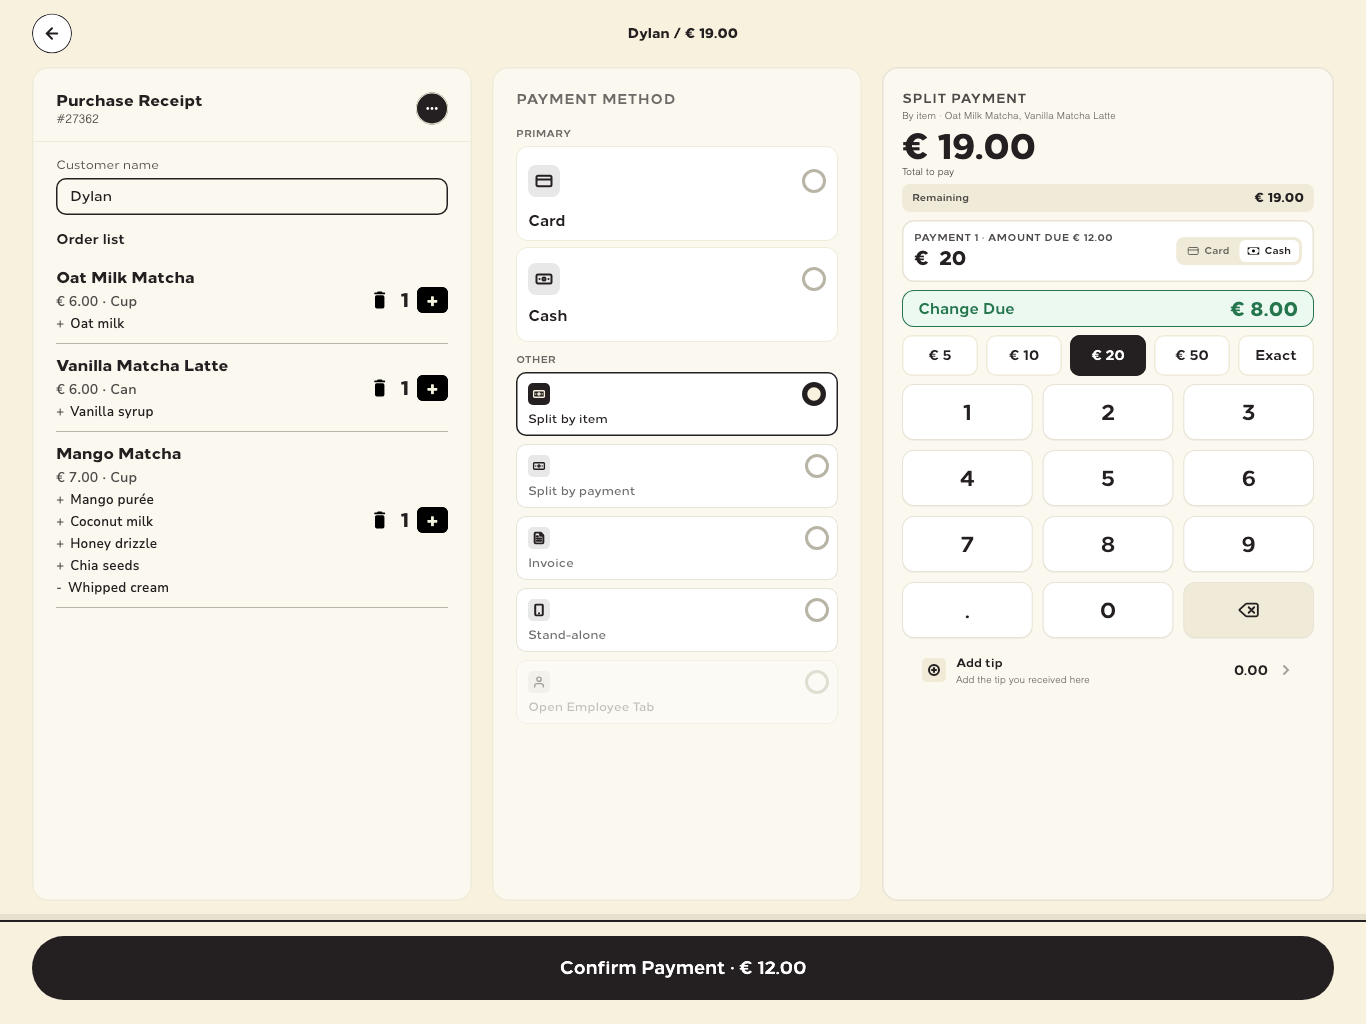 Dylan / € 19.00
Purchase Receipt
#27362
Customer name
Dylan
Order list
Oat Milk Matcha
€ 6.00 · Cup
+ Oat milk
1 +
Vanilla Matcha Latte
€ 6.00 · Can
+ Vanilla syrup
1 +
Mango Matcha
€ 7.00 · Cup
+ Mango purée
+ Coconut milk
+ Honey drizzle
+ Chia seeds
- Whipped cream
1 +
PAYMENT METHOD
PRIMARY
Card
Cash
OTHER
Split by item
Split by payment
Invoice
Stand-alone
Open Employee Tab
SPLIT PAYMENT
By item · Oat Milk Matcha, Vanilla Matcha Latte
€ 19.00
Total to pay
Remaining € 19.00
PAYMENT 1 · AMOUNT DUE € 12.00
€ 20
Card Cash
Change Due € 8.00
€ 5 € 10 € 20 € 50 Exact
1 2 3
4 5 6
7 8 9
. 0
Add tip
Add the tip you received here
0.00
Confirm Payment · € 12.00